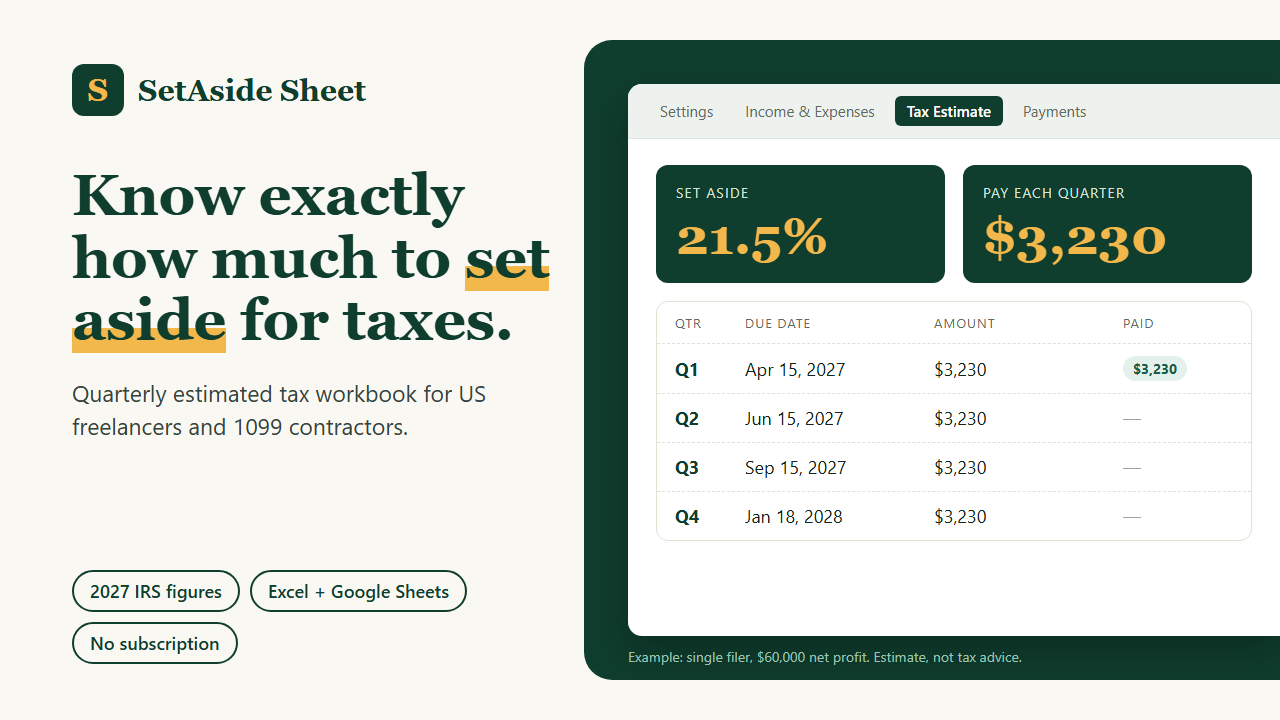 S
SetAside Sheet
Know exactly
how much to set
aside for taxes.
Quarterly estimated tax workbook for US
freelancers and 1099 contractors.
2027 IRS figures
Excel + Google Sheets
No subscription
Settings
Income & Expenses
Tax Estimate
Payments
SET ASIDE
21.5%
PAY EACH QUARTER
$3,230
QTR DUE DATE AMOUNT PAID
Q1 Apr 15, 2027 $3,230 $3,230
Q2 Jun 15, 2027 $3,230 —
Q3 Sep 15, 2027 $3,230 —
Q4 Jan 18, 2028 $3,230 —
Example: single filer, $60,000 net profit. Estimate, not tax advice.